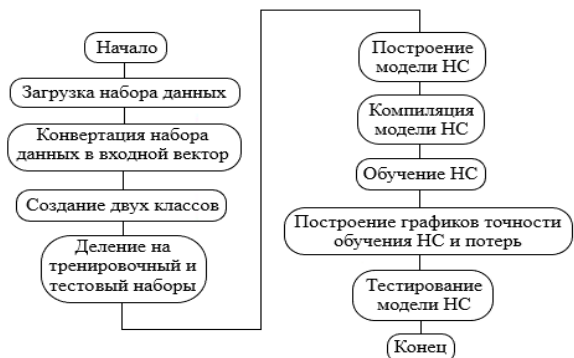 Начало
Загрузка набора данных
Конвертация набора
данных в входной вектор
Создание двух классов
Деление на
тренировочный и
тестовый наборы
Построение
модели НС
Компиляция
модели НС
Обучение НС
Построение графиков точности
обучения НС и потерь
Тестирование
модели НС
Конец